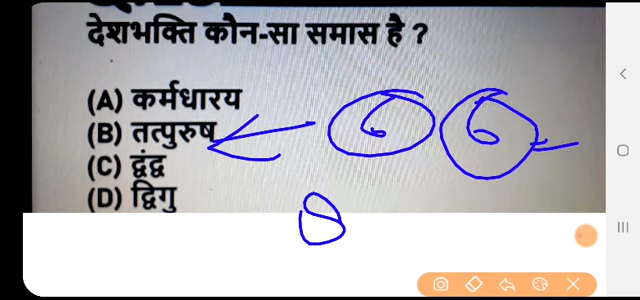 देशभक्ति कौन-सा समास है ?
(A) कर्मधारय
(B) तत्पुरुष
(C) द्वंद्व
(D) द्विगु